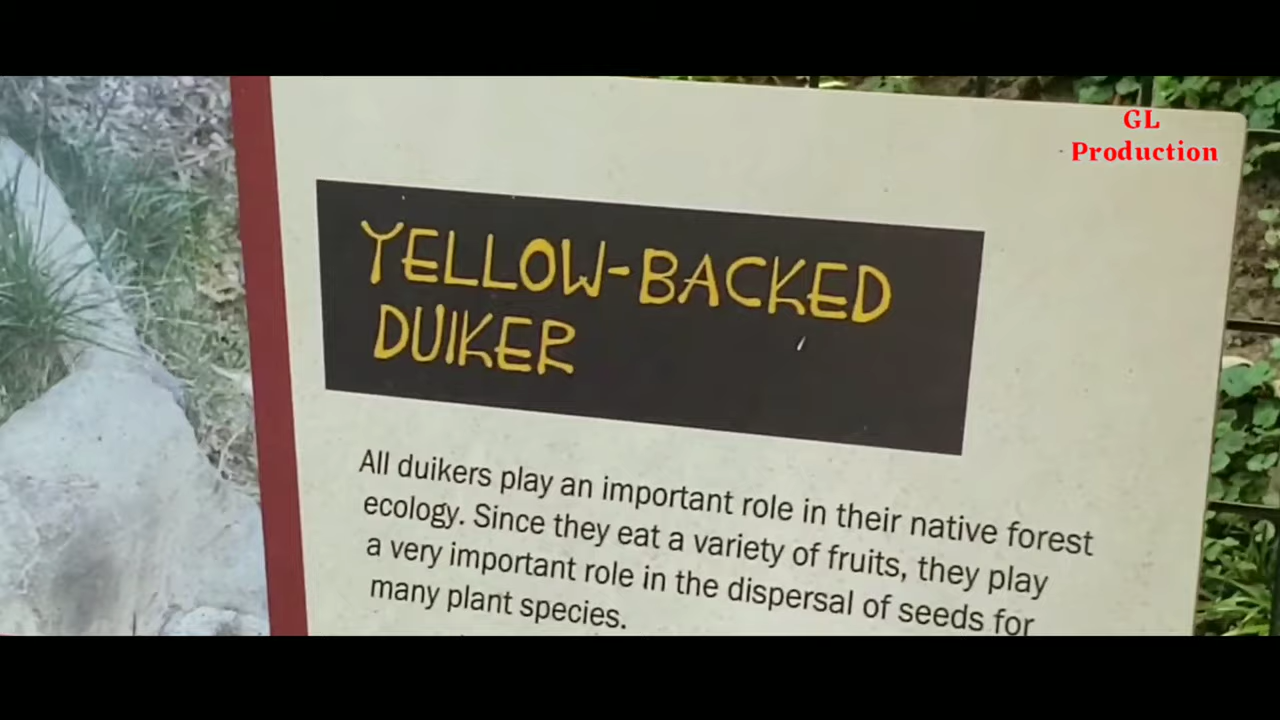 GL
Production
YELLOW-BACKED
DUIKER
All duikers play an important role in their native forest
ecology. Since they eat a variety of fruits, they play
a very important role in the dispersal of seeds for
many plant species.